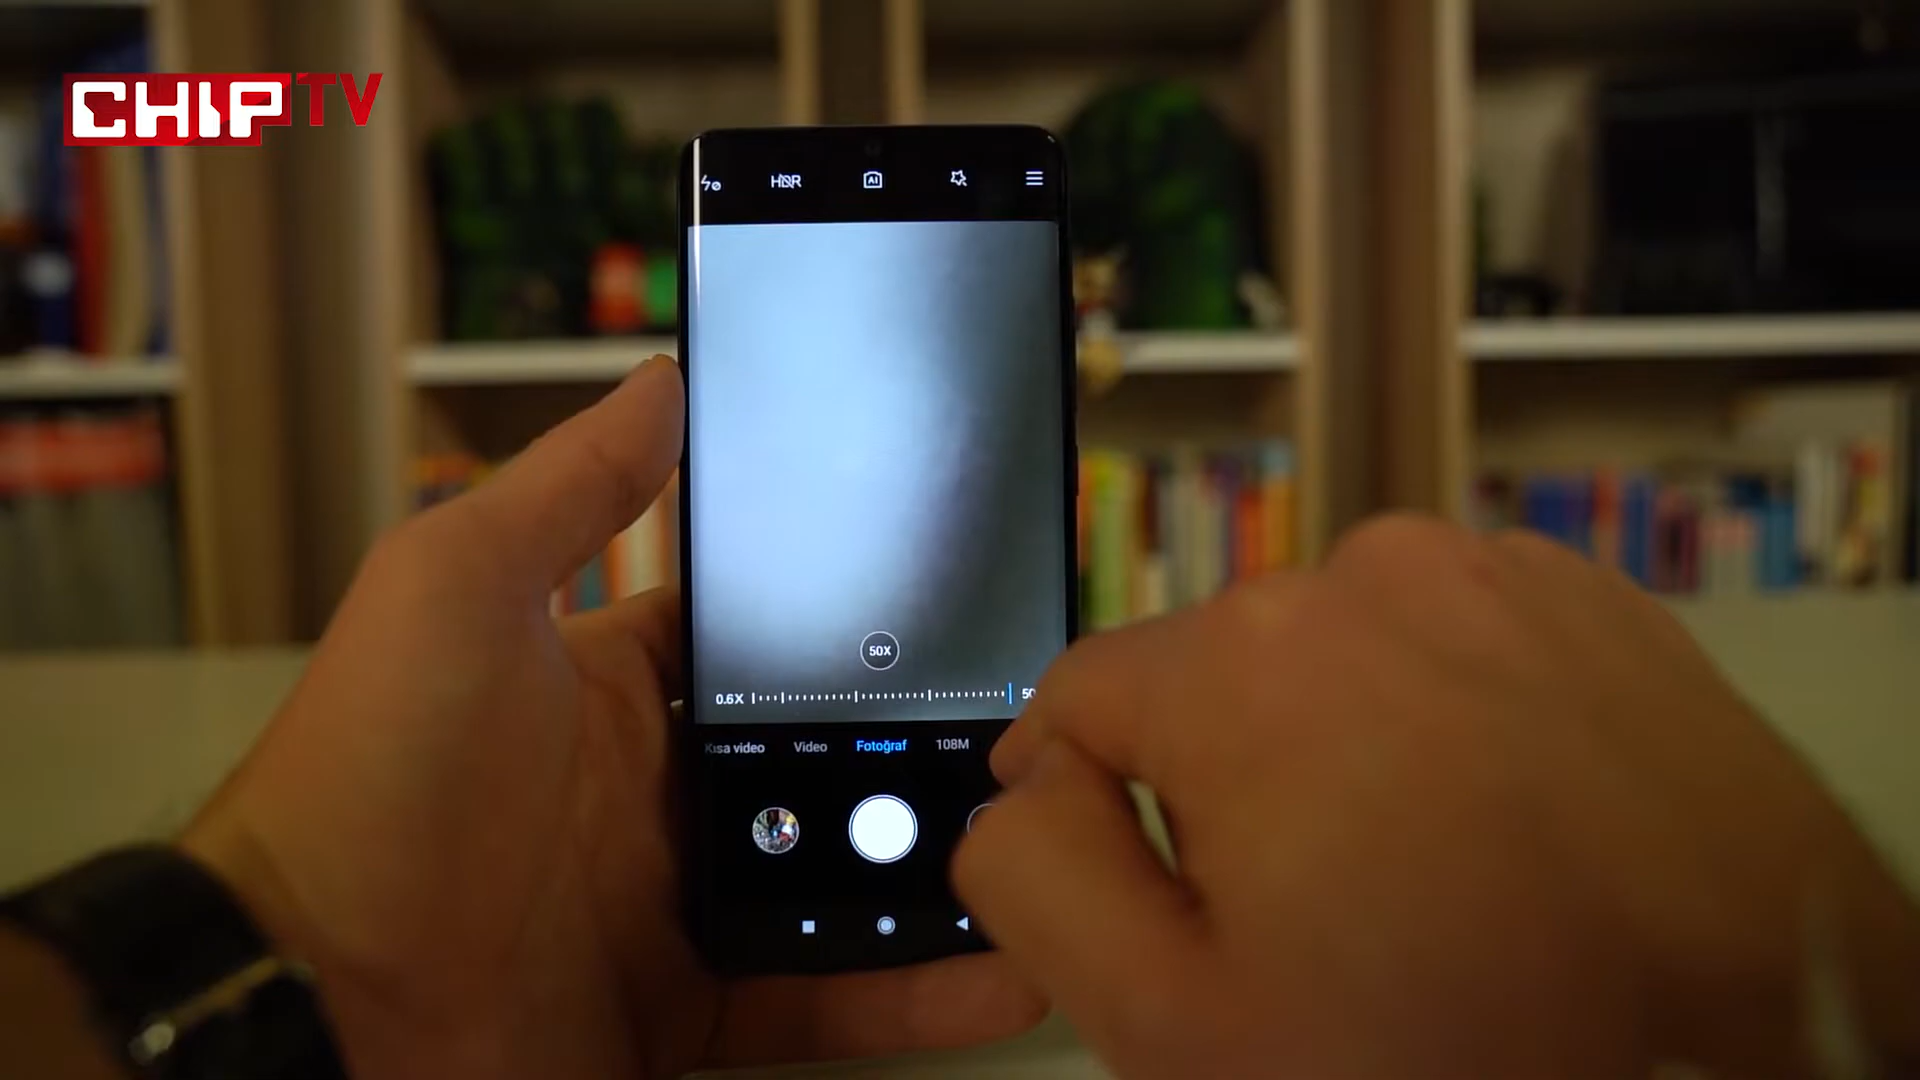 CHIP TV
HDR
AI
50X
0.6X
Kısa video Video Fotoğraf 108M